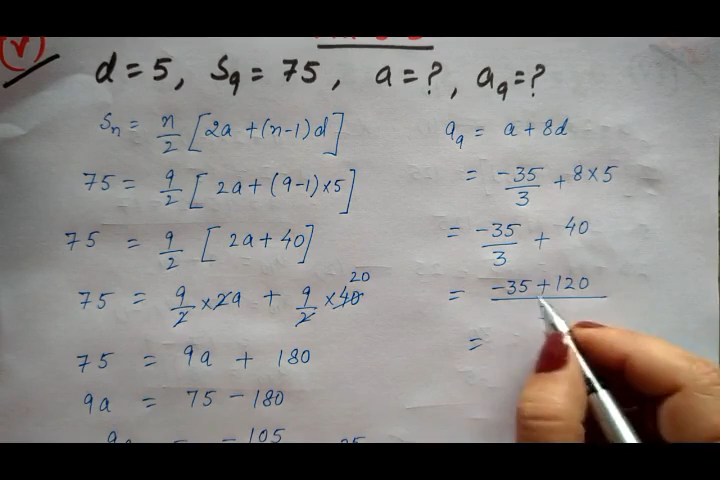 (v)
d = 5, S₉ = 75, a = ?, a₉ = ?
Sₙ = n/2 [2a + (n-1)d]
75 = 9/2 [2a + (9-1)×5]
75 = 9/2 [2a + 40]
75 = 9/2 × 2a + 9/2 × 40 20
75 = 9a + 180
9a = 75 - 180
= -105
a₉ = a + 8d
= -35/3 + 8×5
= -35/3 + 40
= -35 + 120
=